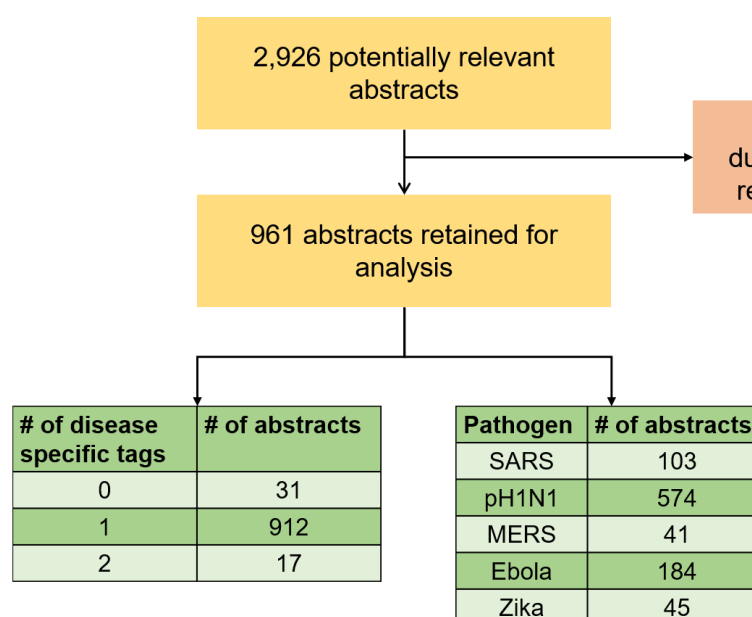 2,926 potentially relevant
abstracts
961 abstracts retained for
analysis
# of disease specific tags | # of abstracts
0 | 31
1 | 912
2 | 17
Pathogen | # of abstracts
SARS | 103
pH1N1 | 574
MERS | 41
Ebola | 184
Zika | 45